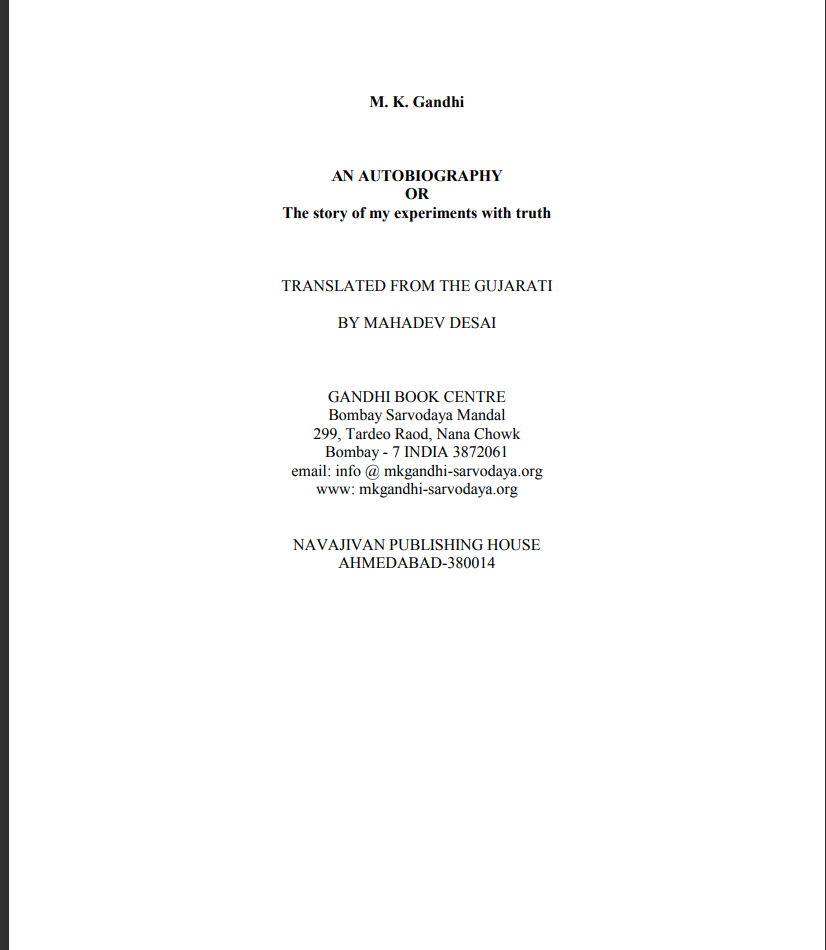 M. K. Gandhi
AN AUTOBIOGRAPHY
OR
The story of my experiments with truth
TRANSLATED FROM THE GUJARATI
BY MAHADEV DESAI
GANDHI BOOK CENTRE
Bombay Sarvodaya Mandal
299, Tardeo Raod, Nana Chowk
Bombay - 7 INDIA 3872061
email: info @ mkgandhi-sarvodaya.org
www: mkgandhi-sarvodaya.org
NAVAJIVAN PUBLISHING HOUSE
AHMEDABAD-380014